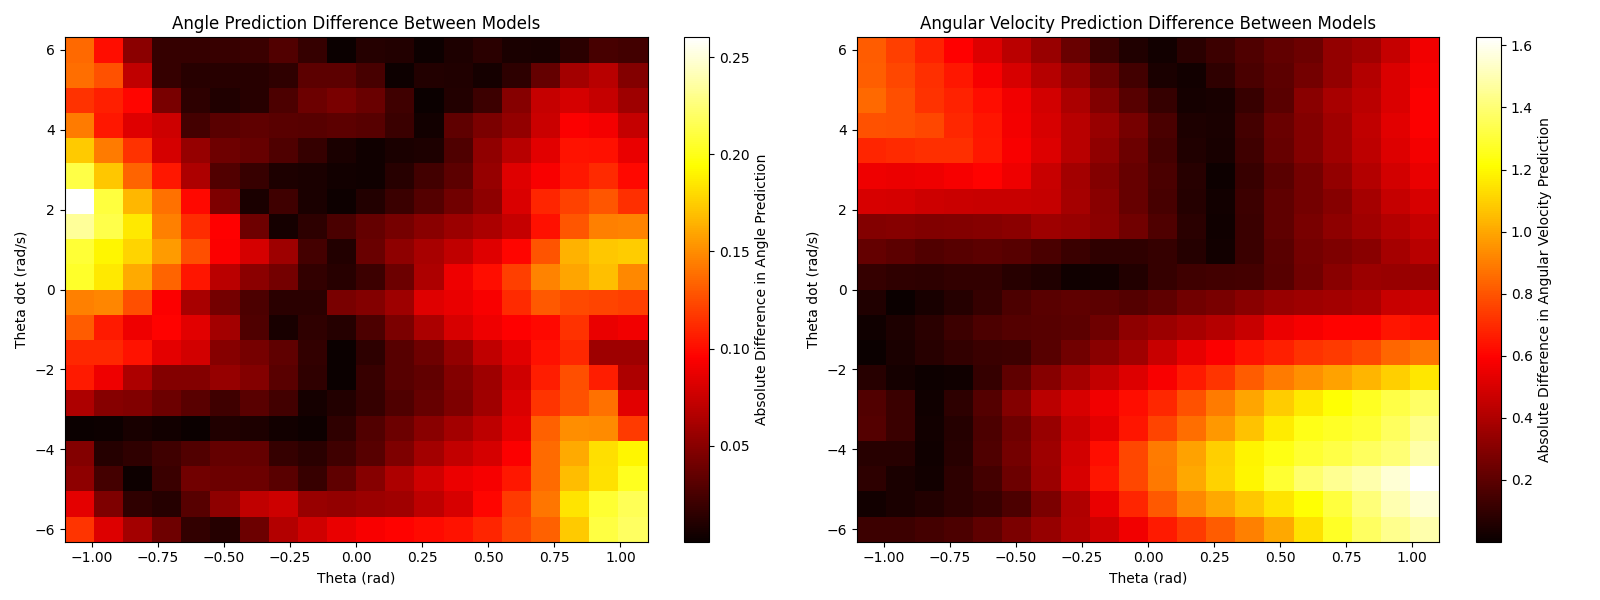 Angle Prediction Difference Between Models
6
4
2
0
−2
−4
−6
Theta dot (rad/s)
−1.00 −0.75 −0.50 −0.25 0.00 0.25 0.50 0.75 1.00
Theta (rad)
0.25
0.20
0.15
0.10
0.05
Absolute Difference in Angle Prediction
Angular Velocity Prediction Difference Between Models
6
4
2
0
−2
−4
−6
Theta dot (rad/s)
−1.00 −0.75 −0.50 −0.25 0.00 0.25 0.50 0.75 1.00
Theta (rad)
1.6
1.4
1.2
1.0
0.8
0.6
0.4
0.2
Absolute Difference in Angular Velocity Prediction